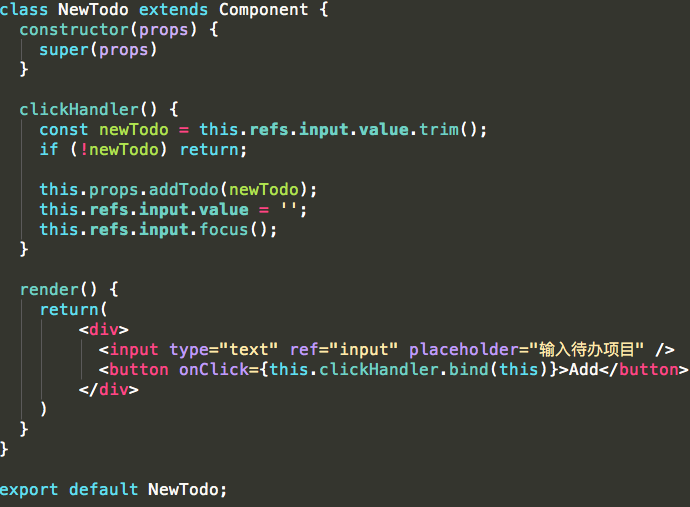 class NewTodo extends Component {
constructor(props) {
super(props)
}
clickHandler() {
const newTodo = this.refs.input.value.trim();
if (!newTodo) return;
this.props.addTodo(newTodo);
this.refs.input.value = '';
this.refs.input.focus();
}
render() {
return(
<div>
<input type="text" ref="input" placeholder="输入待办项目" />
<button onClick={this.clickHandler.bind(this)}>Add</button>
</div>
)
}
}
export default NewTodo;